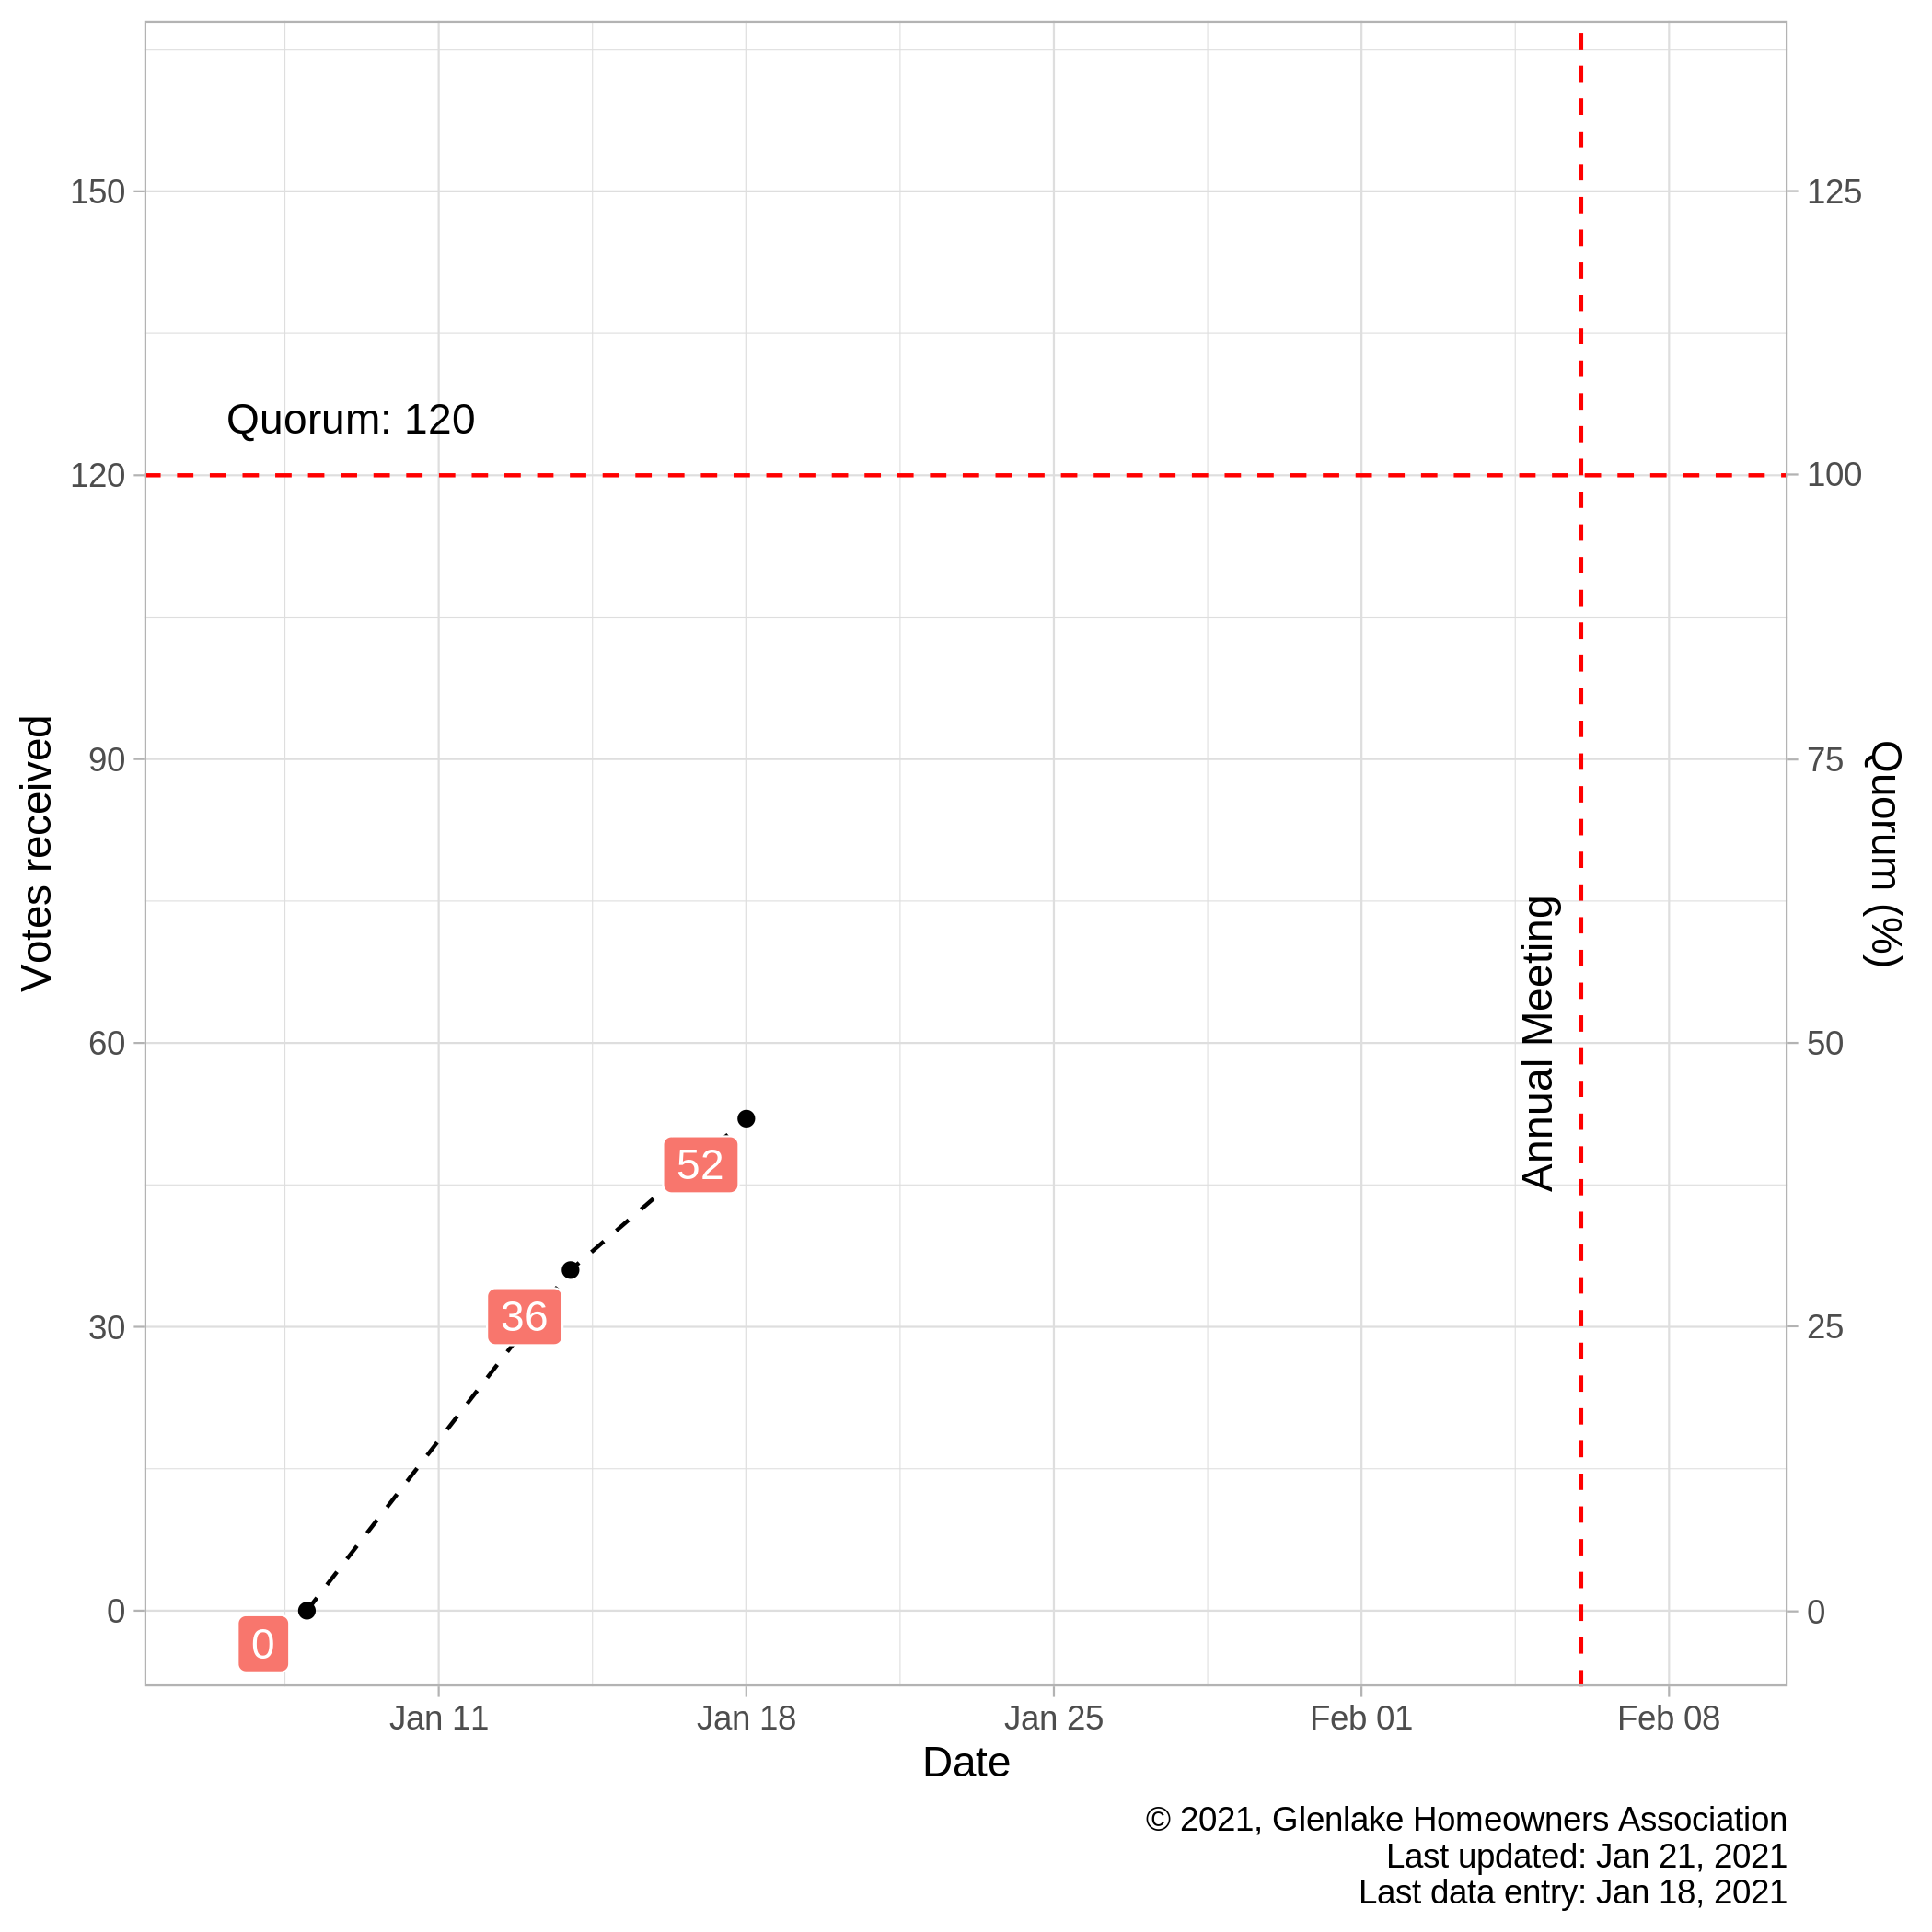 150
125
Quorum: 120
120
100
90
75
Votes received
Quorum (%)
Annual Meeting
60
50
52
36
30
25
0
0
0
Jan 11
Jan 18
Jan 25
Feb 01
Feb 08
Date
© 2021, Glenlake Homeowners Association
Last updated: Jan 21, 2021
Last data entry: Jan 18, 2021